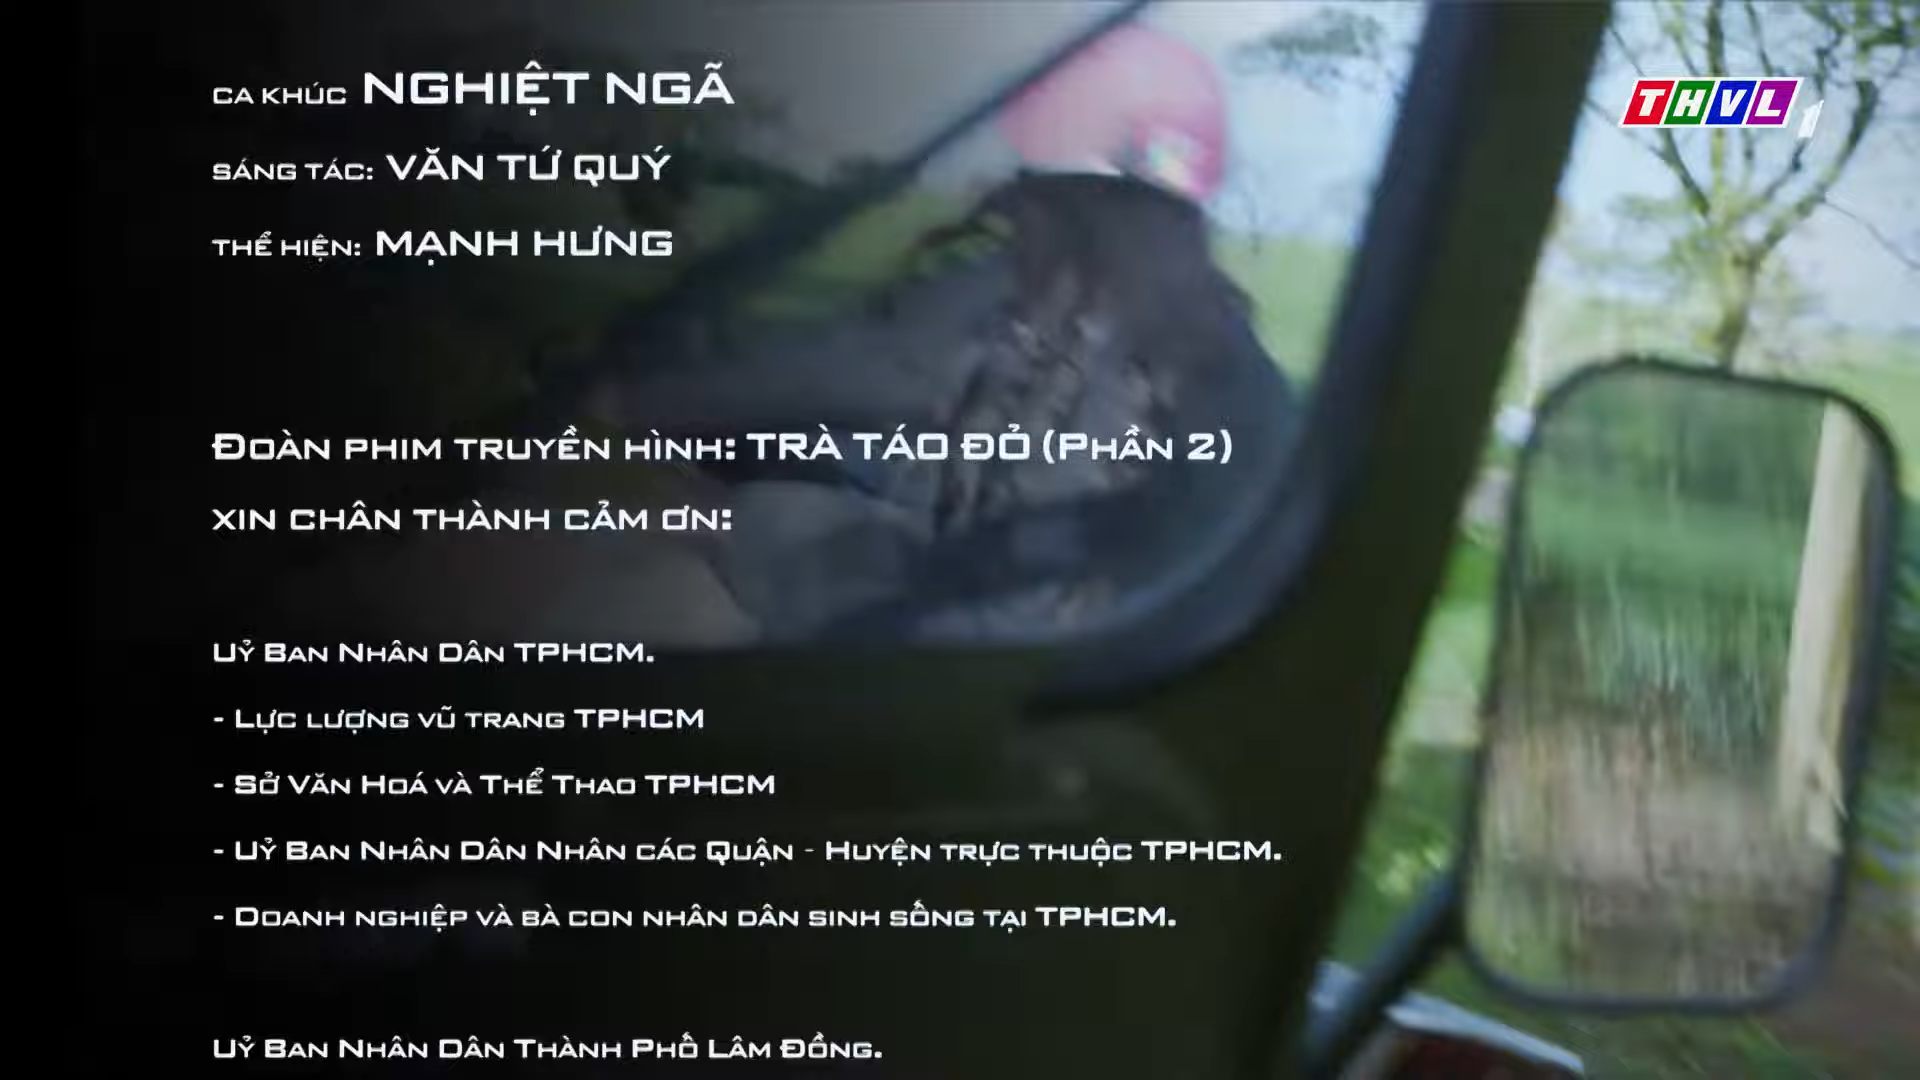 CA KHÚC NGHIỆT NGÃ
THVL1
SÁNG TÁC: VĂN TỨ QUÝ
THỂ HIỆN: MẠNH HƯNG
ĐOÀN PHIM TRUYỀN HÌNH: TRÀ TÁO ĐỎ (PHẦN 2)
XIN CHÂN THÀNH CẢM ƠN:
UỶ BAN NHÂN DÂN TPHCM.
- LỰC LƯỢNG VŨ TRANG TPHCM
- SỞ VĂN HOÁ VÀ THỂ THAO TPHCM
- UỶ BAN NHÂN DÂN NHÂN CÁC QUẬN - HUYỆN TRỰC THUỘC TPHCM.
- DOANH NGHIỆP VÀ BÀ CON NHÂN DÂN SINH SỐNG TẠI TPHCM.
UỶ BAN NHÂN DÂN THÀNH PHỐ LÂM ĐỒNG.